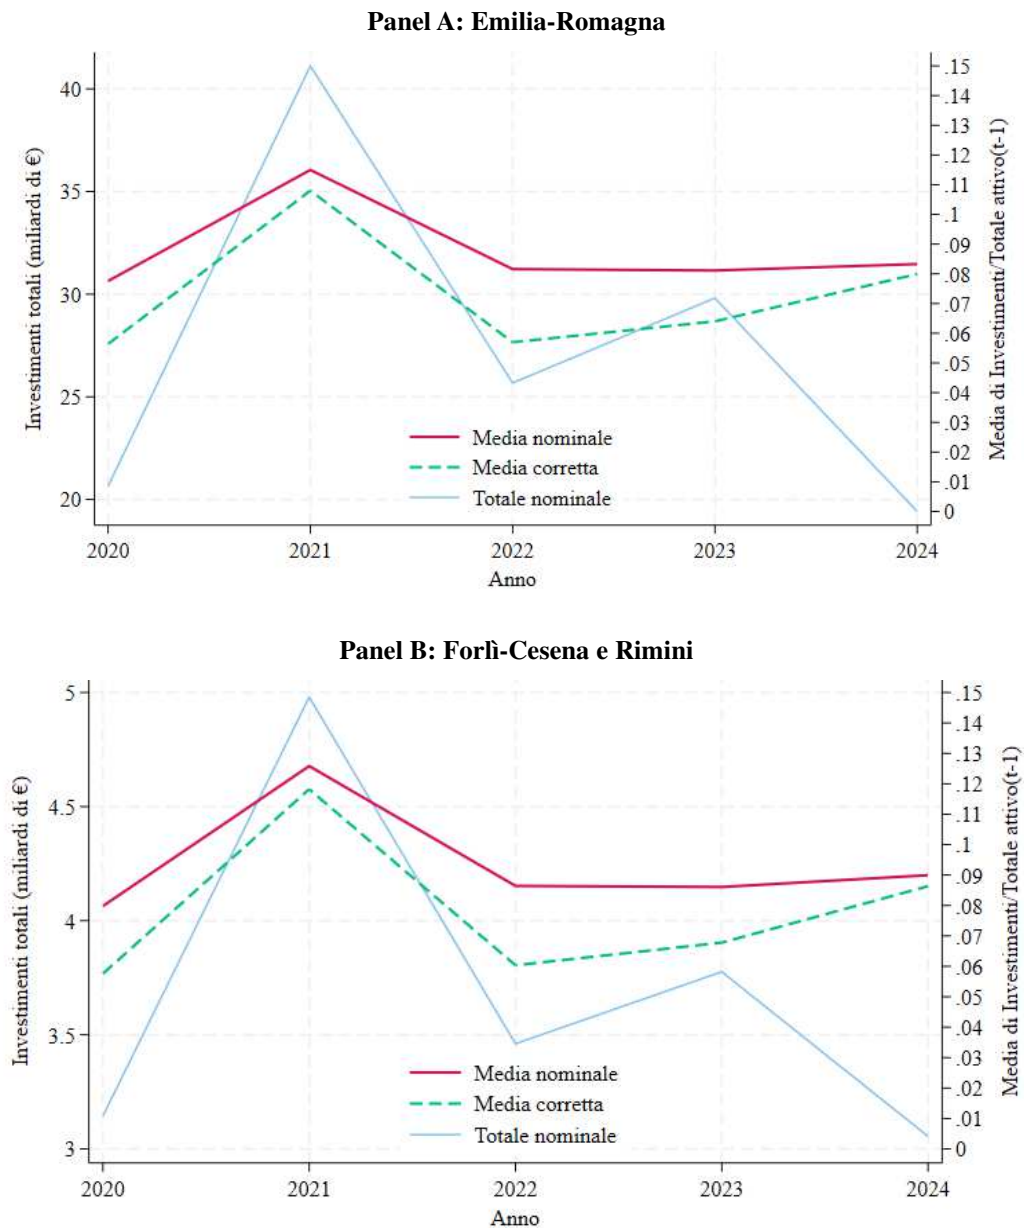 Panel A: Emilia-Romagna
Investimenti totali (miliardi di €)
40
35
30
25
20
.15
.14
.13
.12
.11
.1
.09
.08
.07
.06
.05
.04
.03
.02
.01
0
Media di Investimenti/Totale attivo(t-1)
Media nominale
Media corretta
Totale nominale
2020 2021 2022 2023 2024
Anno
Panel B: Forlì-Cesena e Rimini
Investimenti totali (miliardi di €)
5
4.5
4
3.5
3
.15
.14
.13
.12
.11
.1
.09
.08
.07
.06
.05
.04
.03
.02
.01
0
Media di Investimenti/Totale attivo(t-1)
Media nominale
Media corretta
Totale nominale
2020 2021 2022 2023 2024
Anno